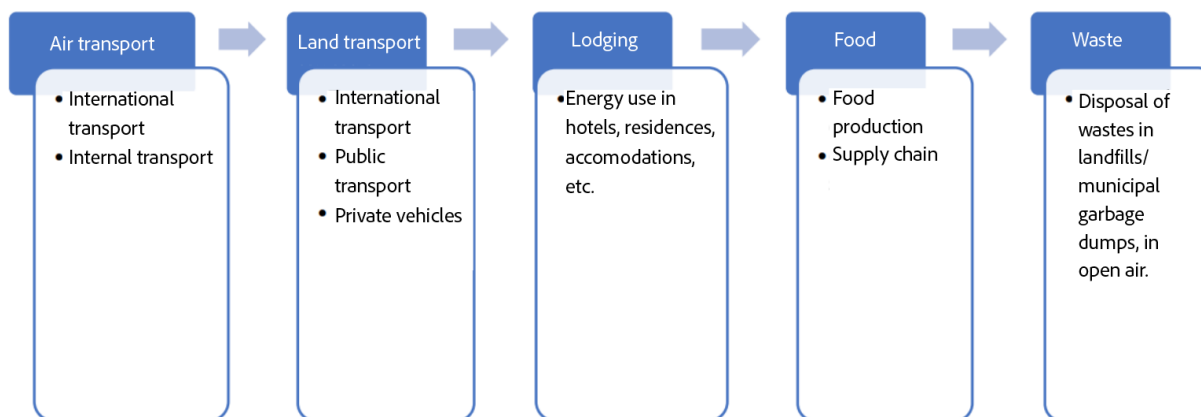 Air transport
• International
transport
• Internal transport
Land transport
• International
transport
• Public
transport
• Private vehicles
Lodging
•Energy use in
hotels, residences,
accomodations,
etc.
Food
• Food
production
• Supply chain
Waste
• Disposal of
wastes in
landfills/
municipal
garbage
dumps, in
open air.